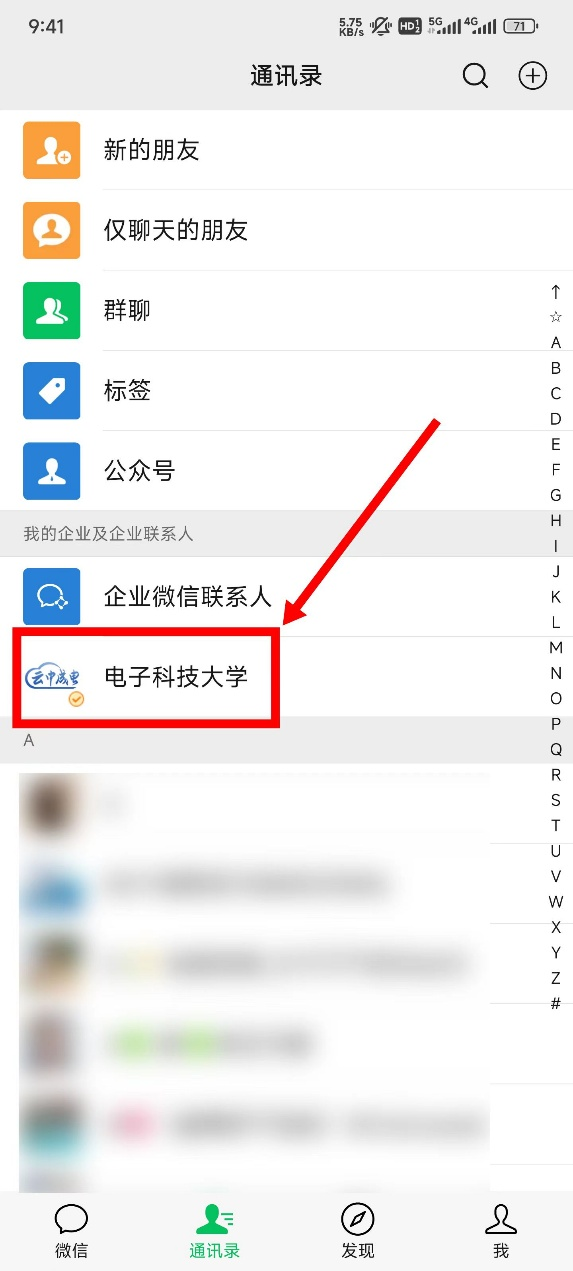 9:41
5.75 KB/s HD 1 2 5G 4G 71
通讯录
新的朋友
仅聊天的朋友
群聊
标签
公众号
我的企业及企业联系人
企业微信联系人
云中成电
电子科技大学
A
↑
☆
A
B
C
D
E
F
G
H
I
J
K
L
M
N
O
P
Q
R
S
T
U
V
W
X
Y
Z
#
微信
通讯录
发现
我